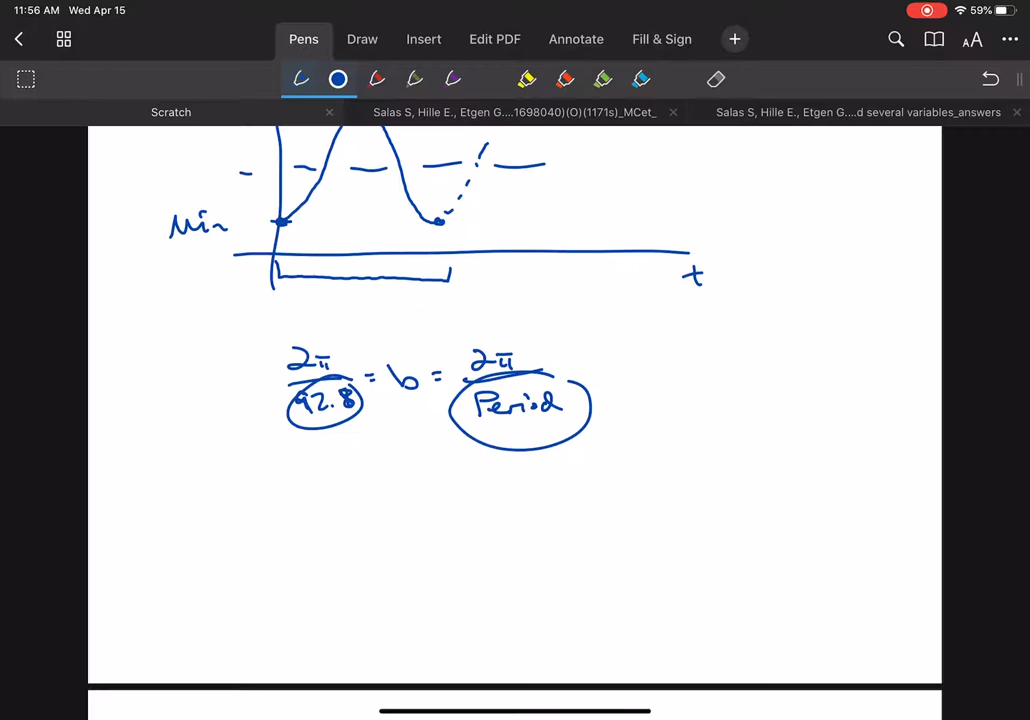 11:56 AM Wed Apr 15
59%
Pens Draw Insert Edit PDF Annotate Fill & Sign
Scratch
Salas S, Hille E., Etgen G....1698040)(O)(1171s)_MCet_
Salas S, Hille E., Etgen G....d several variables_answers
Min
t
2π/92.8 = b = 2π/Period